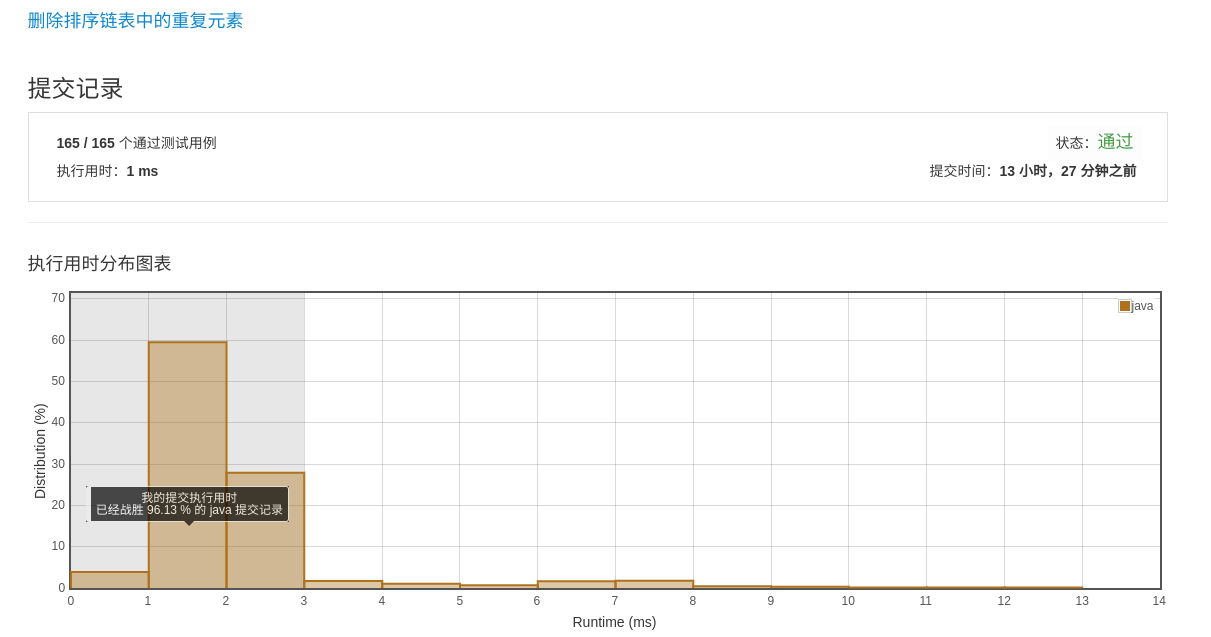 删除排序链表中的重复元素
提交记录
165 / 165 个通过测试用例
状态：通过
执行用时：1 ms
提交时间：13 小时，27 分钟之前
执行用时分布图表
java
70
60
50
40
30
20
10
0
Distribution (%)
我的提交执行用时
已经战胜 96.13 % 的 java 提交记录
0 1 2 3 4 5 6 7 8 9 10 11 12 13 14
Runtime (ms)